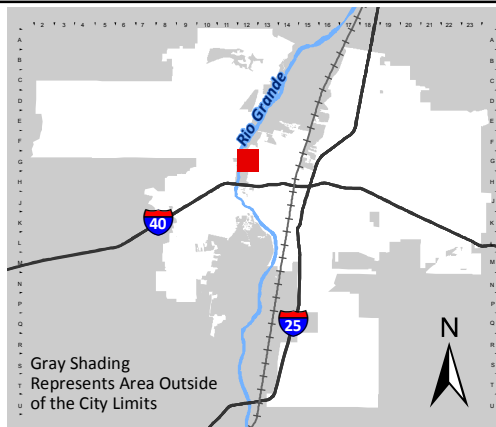 2 3 4 5 6 7 8 9 10 11 12 13 14 15 16 17 18 19 20 21 22 23
A
B
C
D
E
F
G
H
J
K
L
M
N
P
Q
R
S
T
U
Rio Grande
40
25
Gray Shading
Represents Area Outside
of the City Limits
N
A
B
C
D
E
F
G
H
J
K
L
M
N
P
Q
R
S
T
U